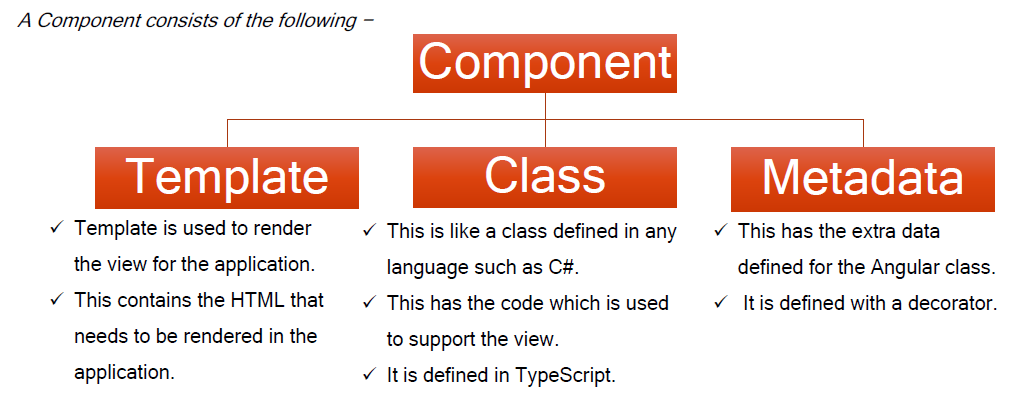 A Component consists of the following –
Component
Template
Class
Metadata
✓ Template is used to render
the view for the application.
✓ This contains the HTML that
needs to be rendered in the
application.
✓ This is like a class defined in any
language such as C#.
✓ This has the code which is used
to support the view.
✓ It is defined in TypeScript.
✓ This has the extra data
defined for the Angular class.
✓ It is defined with a decorator.